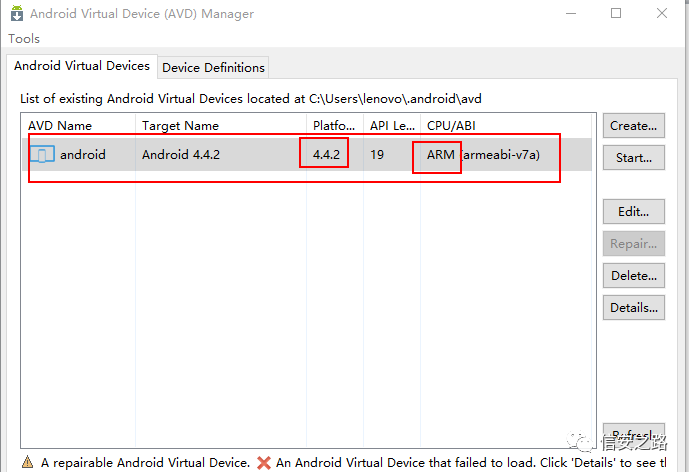 Android Virtual Device (AVD) Manager
Tools
Android Virtual Devices Device Definitions
List of existing Android Virtual Devices located at C:\Users\lenovo\.android\avd
AVD Name Target Name Platfo... API Le... CPU/ABI
android Android 4.4.2 4.4.2 19 ARM (armeabi-v7a)
Create...
Start...
Edit...
Repair...
Delete...
Details...
Refresh
信安之路
A repairable Android Virtual Device. An Android Device that failed to load. Click 'Details' to see th